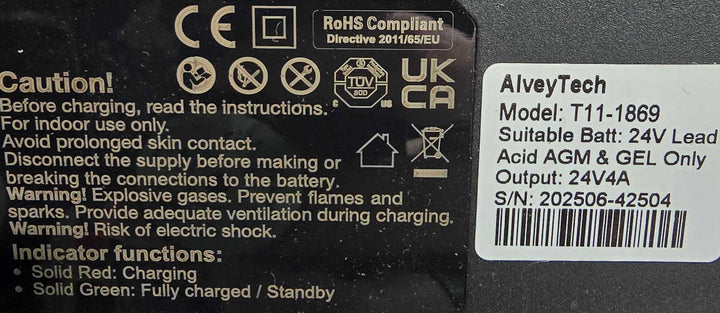 CE
RoHS Compliant
Directive 2011/65/EU
TÜV
SÜD
C US
UK
CA
Caution!
Before charging, read the instructions.
For indoor use only.
Avoid prolonged skin contact.
Disconnect the supply before making or
breaking the connections to the battery.
Warning! Explosive gases. Prevent flames and
sparks. Provide adequate ventilation during charging.
Warning! Risk of electric shock.
Indicator functions:
• Solid Red: Charging
• Solid Green: Fully charged / Standby
AlveyTech
Model: T11-1869
Suitable Batt: 24V Lead
Acid AGM & GEL Only
Output: 24V4A
S/N: 202506-42504